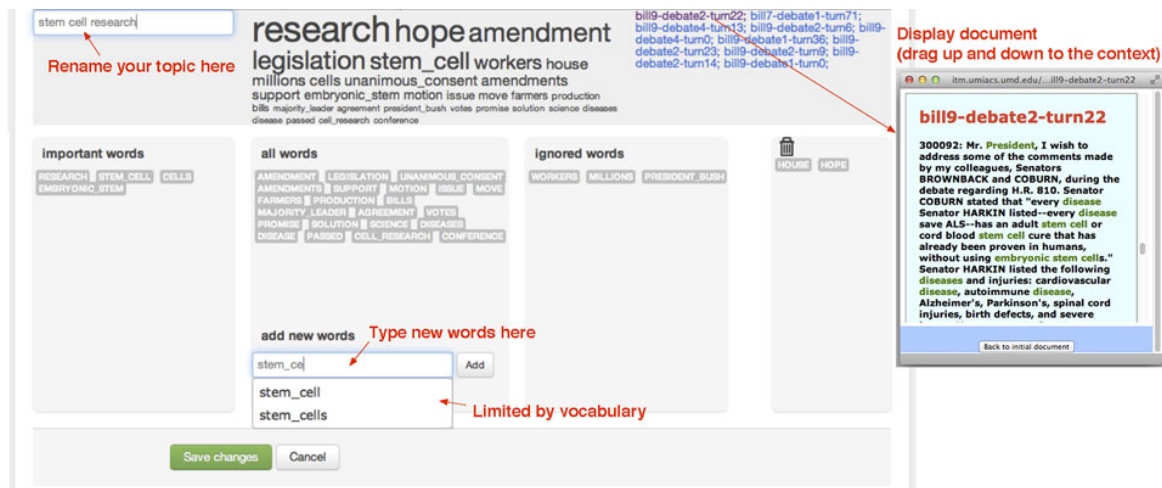 stem cell research
Rename your topic here
research hope amendment
legislation stem_cell workers house
millions cells unanimous_consent amendments
support embryonic_stem motion issue move farmers production
bills majority_leader agreement president_bush votes promise solution science diseases
disease passed cell_research conference
bill9-debate2-turn22; bill7-debate1-turn71;
bill9-debate4-turn13; bill9-debate2-turn6; bill9-
debate4-turn0; bill9-debate1-turn36; bill9-
debate2-turn23; bill9-debate2-turn9; bill9-
debate2-turn14; bill9-debate1-turn0;
Display document
(drag up and down to the context)
itm.umiacs.umd.edu/...ill9-debate2-turn22
bill9-debate2-turn22
300092: Mr. President, I wish to
address some of the comments made
by my colleagues, Senators
BROWNBACK and COBURN, during the
debate regarding H.R. 810. Senator
COBURN stated that "every disease
Senator HARKIN listed--every disease
save ALS--has an adult stem cell or
cord blood stem cell cure that has
already been proven in humans,
without using embryonic stem cells."
Senator HARKIN listed the following
diseases and injuries: cardiovascular
disease, autoimmune disease,
Alzheimer's, Parkinson's, spinal cord
injuries, birth defects, and severe
Back to initial document
important words
RESEARCH STEM_CELL CELLS
EMBRYONIC_STEM
all words
AMENDMENT LEGISLATION UNANIMOUS_CONSENT
AMENDMENTS SUPPORT MOTION ISSUE MOVE
FARMERS PRODUCTION BILLS
MAJORITY_LEADER AGREEMENT VOTES
PROMISE SOLUTION SCIENCE DISEASES
DISEASE PASSED CELL_RESEARCH CONFERENCE
ignored words
WORKERS MILLIONS PRESIDENT_BUSH
HOUSE HOPE
add new words
Type new words here
stem_ce
Add
stem_cell
stem_cells
Limited by vocabulary
Save changes
Cancel